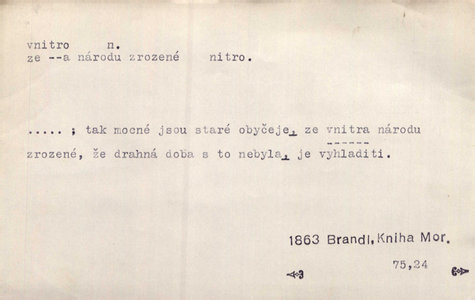 vnitro n.
ze --a národu zrozené nitro.
..... ; tak mocné jsou staré obyčeje, ze vnitra národu
zrozené, že drahná doba s to nebyla, je vyhladiti.
1863 Brandl, Kniha Mor.
75,24